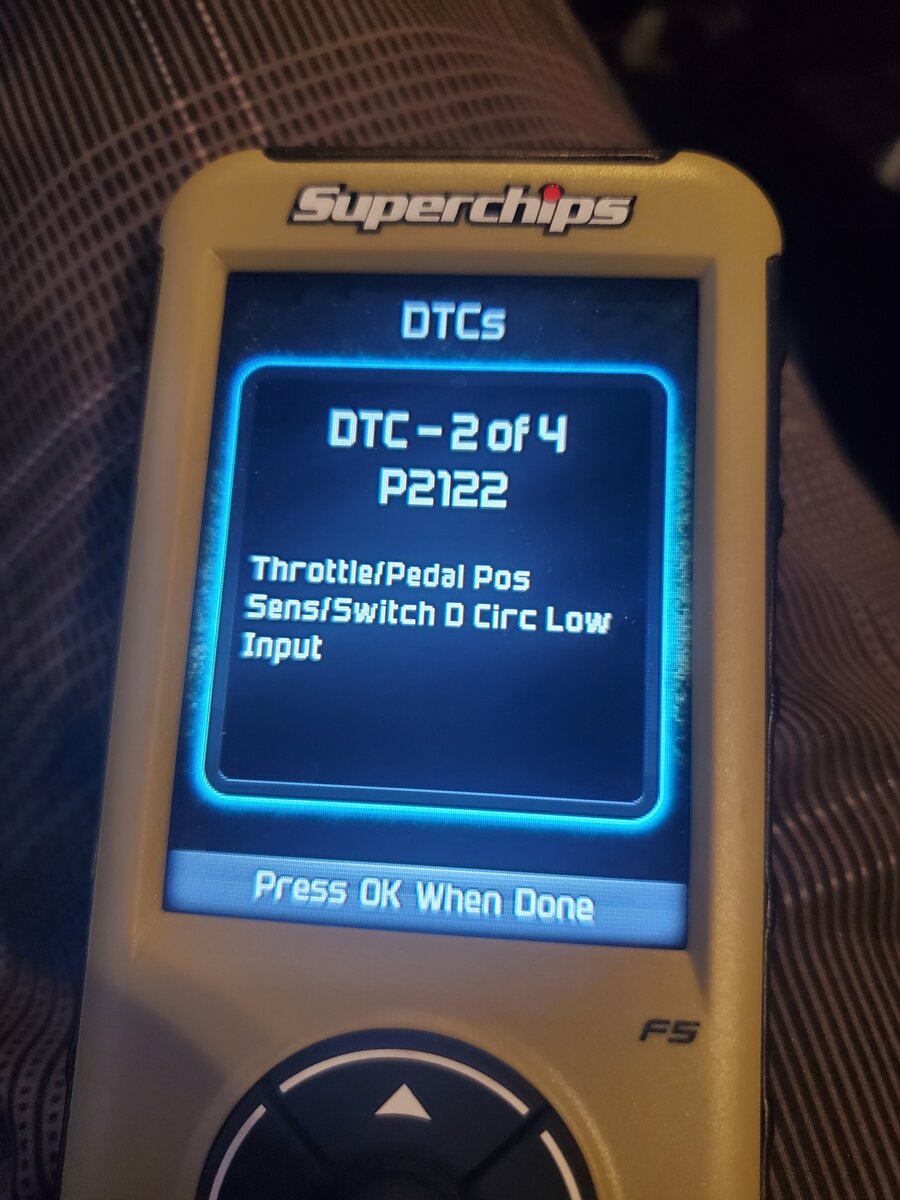 Superchips
DTCs
DTC - 2 of 4
P2122
Throttle/Pedal Pos
Sens/Switch D Circ Low
Input
Press OK When Done
F5